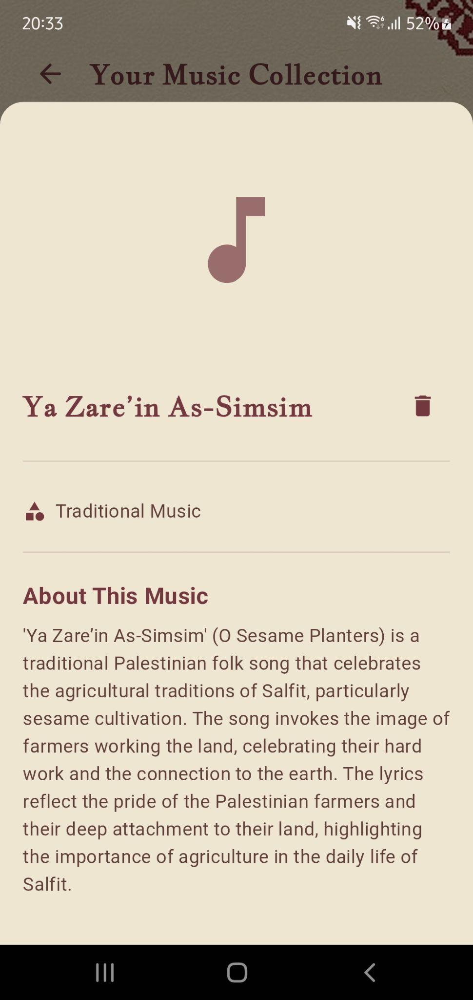 20:33
6 52%
Your Music Collection
Ya Zare’in As-Simsim
Traditional Music
About This Music
'Ya Zare’in As-Simsim' (O Sesame Planters) is a
traditional Palestinian folk song that celebrates
the agricultural traditions of Salfit, particularly
sesame cultivation. The song invokes the image of
farmers working the land, celebrating their hard
work and the connection to the earth. The lyrics
reflect the pride of the Palestinian farmers and
their deep attachment to their land, highlighting
the importance of agriculture in the daily life of
Salfit.